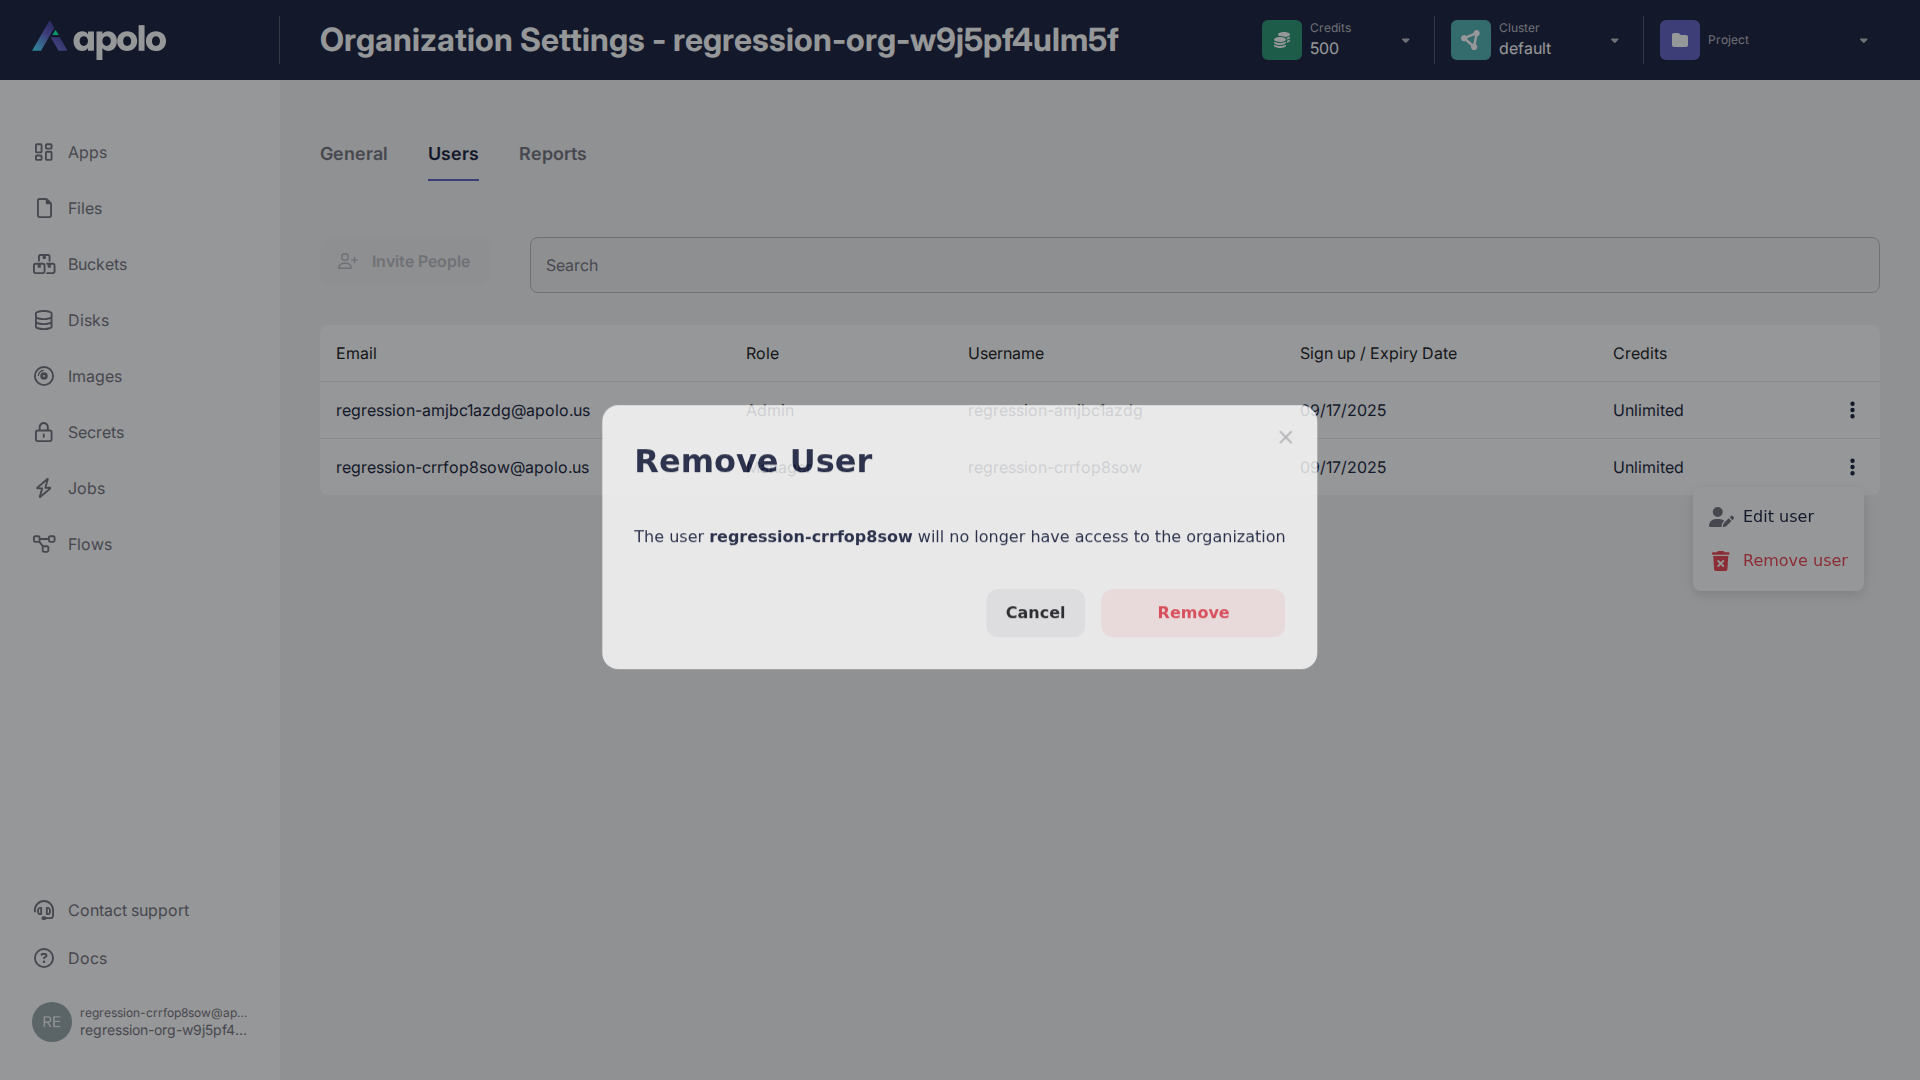 apolo
Organization Settings - regression-org-w9j5pf4ulm5f
Credits
500
Cluster
default
Project
Apps
Files
Buckets
Disks
Images
Secrets
Jobs
Flows
General Users Reports
Invite People
Search
Email Role Username Sign up / Expiry Date Credits
regression-amjbc1azdg@apolo.us Admin regression-amjbc1azdg 09/17/2025 Unlimited
regression-crrfop8sow@apolo.us regression-crrfop8sow 09/17/2025 Unlimited
Edit user
Remove user
Remove User
The user regression-crrfop8sow will no longer have access to the organization
Cancel Remove
Contact support
Docs
RE
regression-crrfop8sow@ap...
regression-org-w9j5pf4...